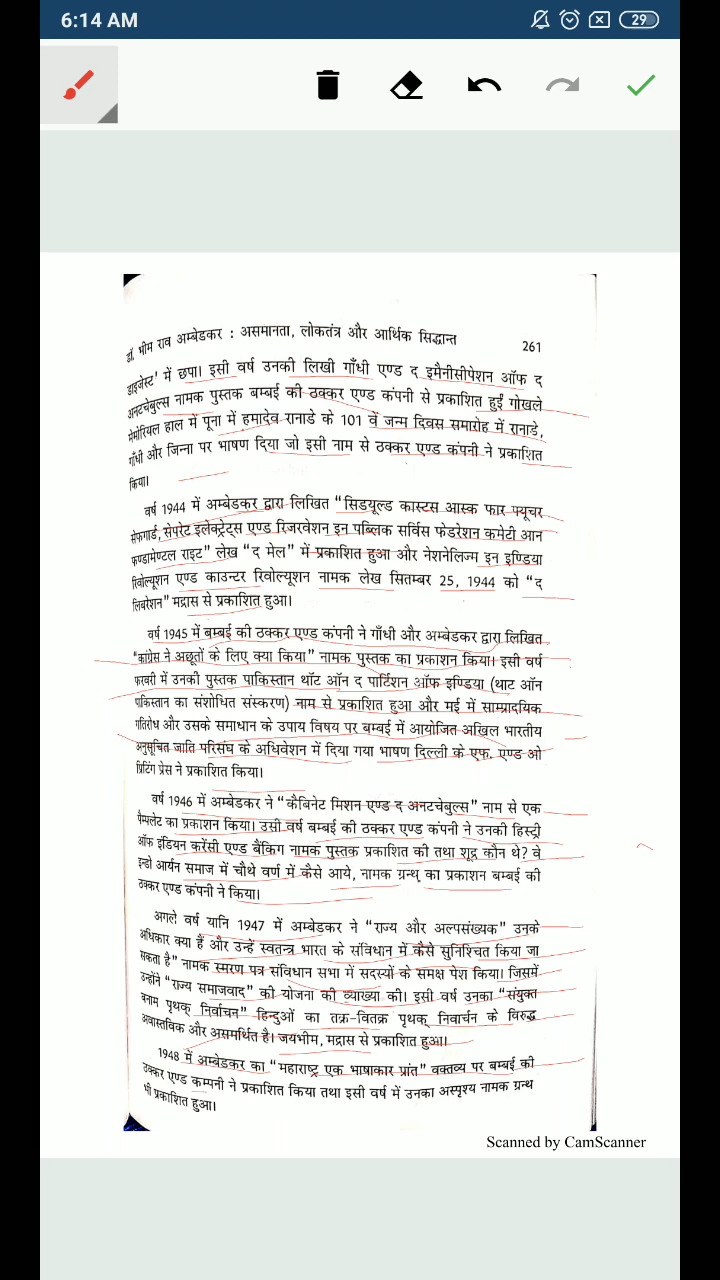 6:14 AM
29
डॉ. भीम राव अम्बेडकर : असमानता, लोकतंत्र और आर्थिक सिद्धान्त 261
डाइजेस्ट' में छपा। इसी वर्ष उनकी लिखी गाँधी एण्ड द इमैनीसीपेशन ऑफ द
अनटचेबुल्स नामक पुस्तक बम्बई की ठक्कर एण्ड कंपनी से प्रकाशित हुई गोखले
मेमोरियल हाल में पूना में हमादेव रानाडे के 101 वें जन्म दिवस समारोह में रानाडे,
गाँधी और जिन्ना पर भाषण दिया जो इसी नाम से ठक्कर एण्ड कंपनी ने प्रकाशित
किया।
वर्ष 1944 में अम्बेडकर द्वारा लिखित “सिडयूल्ड कास्टस आस्क फार फ्यूचर
सेफगार्ड, सेपरेट इलेक्ट्रेट्स एण्ड रिजरवेशन इन पब्लिक सर्विस फेडरेशन कमेटी आन
फण्डामेण्टल राइट” लेख “द मेल” में प्रकाशित हुआ और नेशनेलिज्म इन इण्डिया
रिवोल्यूशन एण्ड काउन्टर रिवोल्यूशन नामक लेख सितम्बर 25, 1944 को “द
लिबरेशन” मद्रास से प्रकाशित हुआ।
वर्ष 1945 में बम्बई की ठक्कर एण्ड कंपनी ने गाँधी और अम्बेडकर द्वारा लिखित
“कांग्रेस ने अछूतों के लिए क्या किया” नामक पुस्तक का प्रकाशन किया। इसी वर्ष
फरवरी में उनकी पुस्तक पाकिस्तान थॉट ऑन द पार्टिशन ऑफ इण्डिया (थाट ऑन
पाकिस्तान का संशोधित संस्करण) नाम से प्रकाशित हुआ और मई में साम्प्रादयिक
गतिरोध और उसके समाधान के उपाय विषय पर बम्बई में आयोजित अखिल भारतीय
अनुसूचित जाति परिसंघ के अधिवेशन में दिया गया भाषण दिल्ली के एफ. एण्ड ओ
प्रिटिंग प्रेस ने प्रकाशित किया।
वर्ष 1946 में अम्बेडकर ने “कैबिनेट मिशन एण्ड द अनटचेबुल्स” नाम से एक
पैम्पलेट का प्रकाशन किया। उसी वर्ष बम्बई की ठक्कर एण्ड कंपनी ने उनकी हिस्ट्री
ऑफ इंडियन करेंसी एण्ड बैंकिग नामक पुस्तक प्रकाशित की तथा शूद्र कौन थे? वे
इन्डो आर्यन समाज में चौथे वर्ण में कैसे आये, नामक ग्रन्थ का प्रकाशन बम्बई की
ठक्कर एण्ड कंपनी ने किया।
अगले वर्ष यानि 1947 में अम्बेडकर ने “राज्य और अल्पसंख्यक” उनके
अधिकार क्या हैं और उन्हें स्वतन्त्र भारत के संविधान में कैसे सुनिश्चित किया जा
सकता है” नामक स्मरण पत्र संविधान सभा में सदस्यों के समक्ष पेश किया। जिसमें
उन्होंने “राज्य समाजवाद” की योजना की व्याख्या की। इसी वर्ष उनका “संयुक्त
बनाम पृथक् निर्वाचन” हिन्दुओं का तक्र-वितक्र पृथक् निवार्चन के विरुद्ध
अवास्तविक और असमर्थित है। जयभीम, मद्रास से प्रकाशित हुआ।
1948 में अम्बेडकर का “महाराष्ट्र एक भाषाकार प्रांत” वक्तव्य पर बम्बई की
ठक्कर एण्ड कम्पनी ने प्रकाशित किया तथा इसी वर्ष में उनका अस्पृश्य नामक ग्रन्थ
भी प्रकाशित हुआ।
Scanned by CamScanner